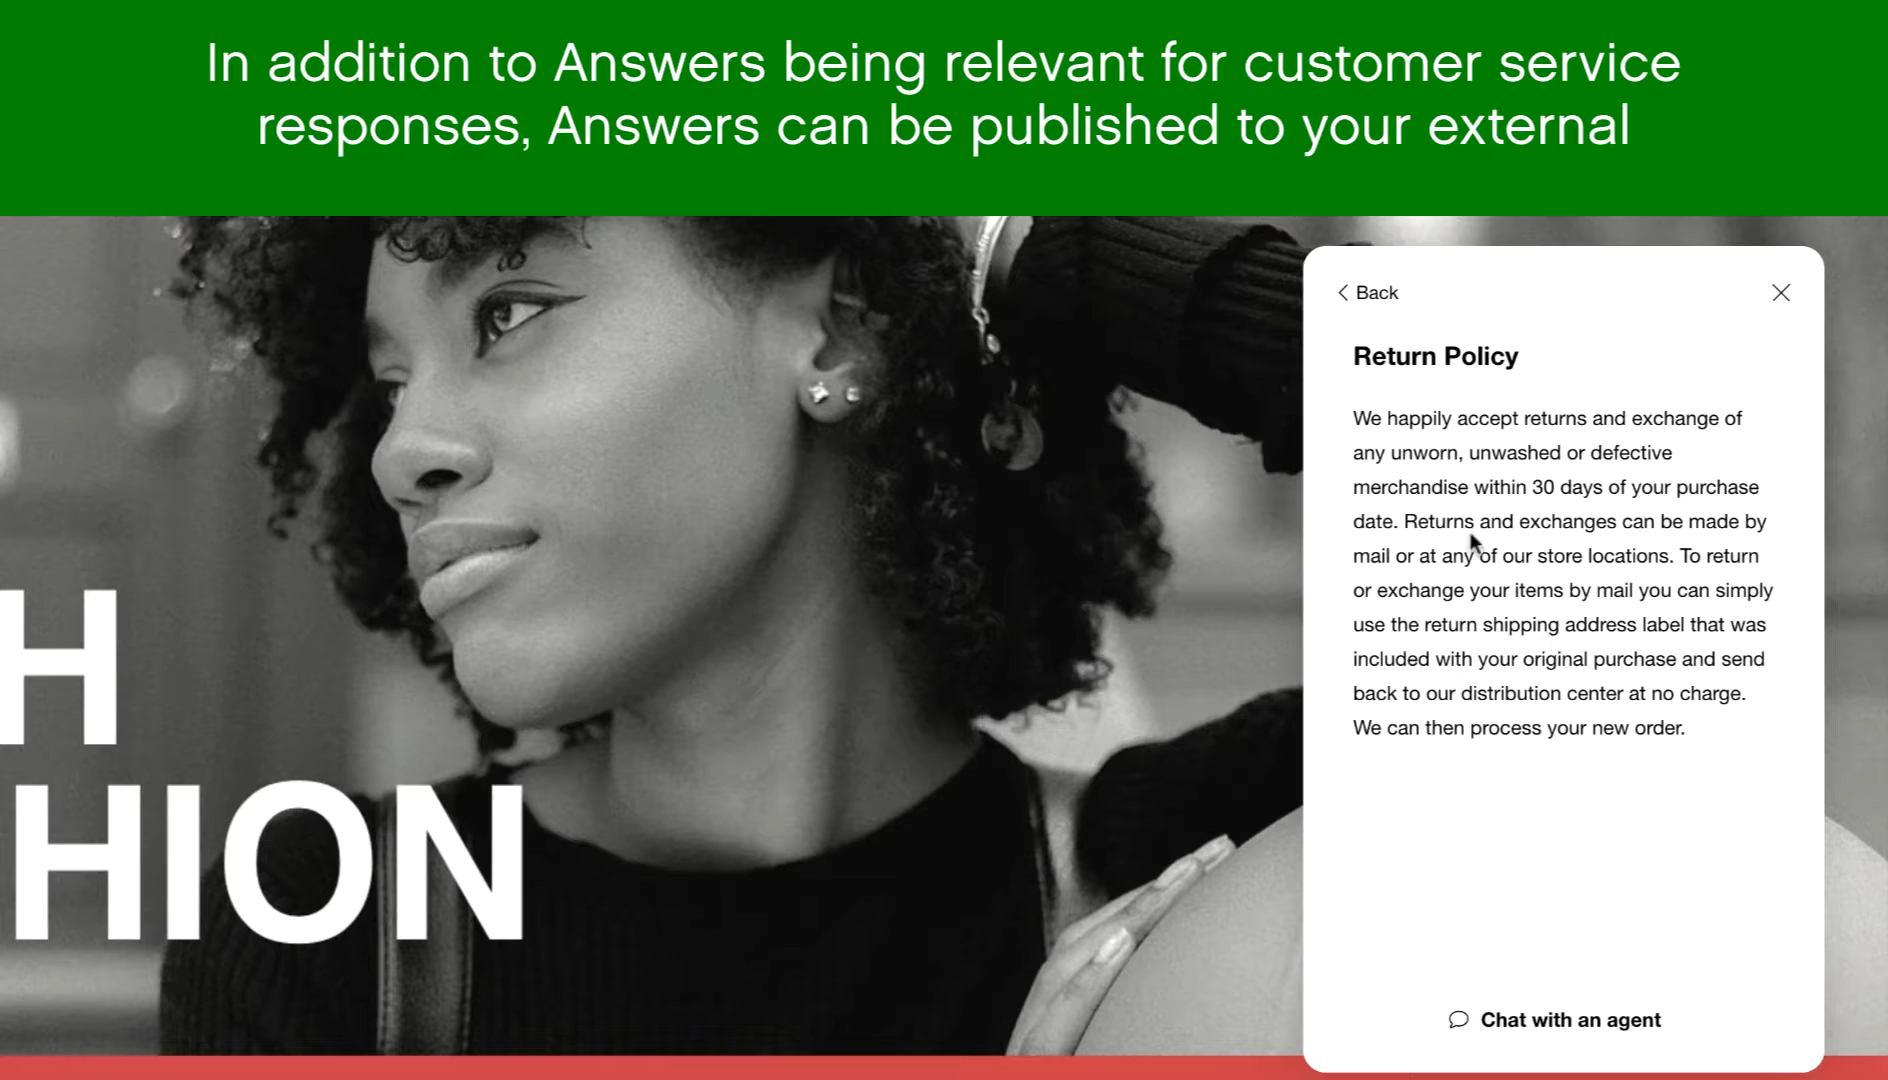 In addition to Answers being relevant for customer service
responses, Answers can be published to your external
H
HION
Back
Return Policy
We happily accept returns and exchange of
any unworn, unwashed or defective
merchandise within 30 days of your purchase
date. Returns and exchanges can be made by
mail or at any of our store locations. To return
or exchange your items by mail you can simply
use the return shipping address label that was
included with your original purchase and send
back to our distribution center at no charge.
We can then process your new order.
Chat with an agent